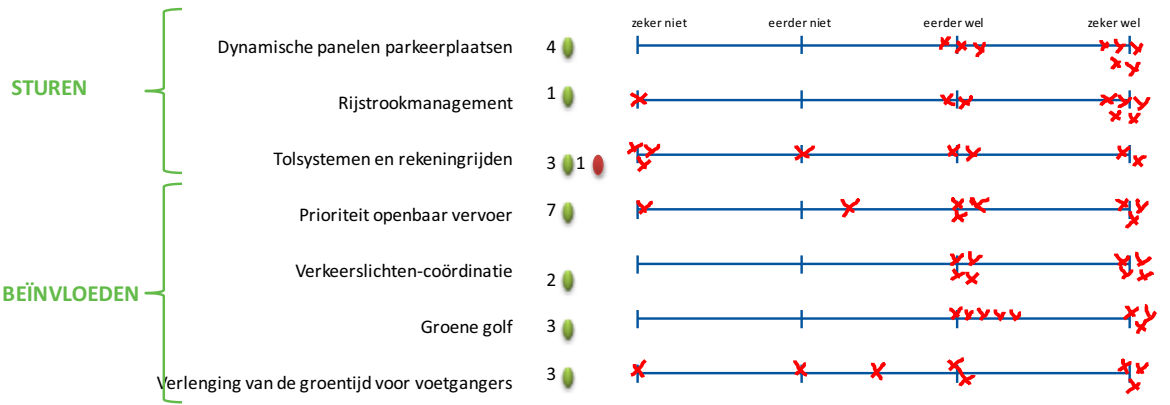 zeker niet eerder niet eerder wel zeker wel
Dynamische panelen parkeerplaatsen 4
STUREN
Rijstrookmanagement 1
Tolsystemen en rekeningrijden 3 1
Prioriteit openbaar vervoer 7
Verkeerslichten-coördinatie 2
BEÏNVLOEDEN
Groene golf 3
Verlenging van de groentijd voor voetgangers 3